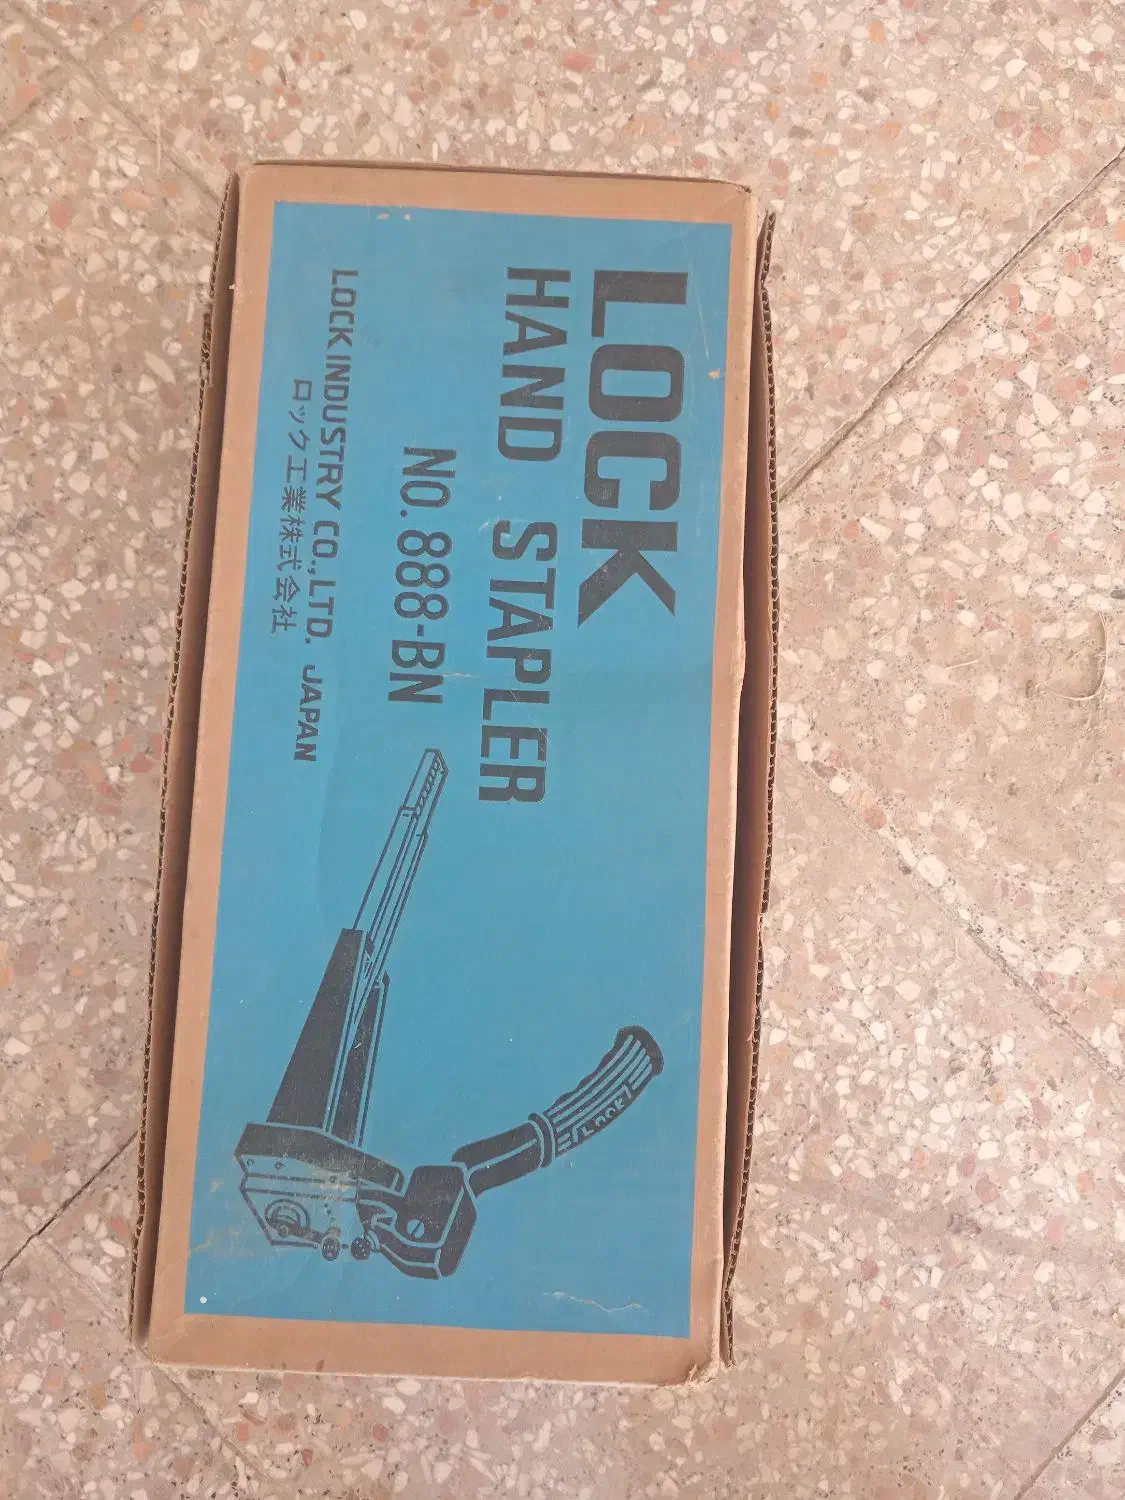 LOCK
HAND STAPLER
NO. 888-BN
LOCK INDUSTRY CO.,LTD. JAPAN
ロック工業株式会社
LOCK